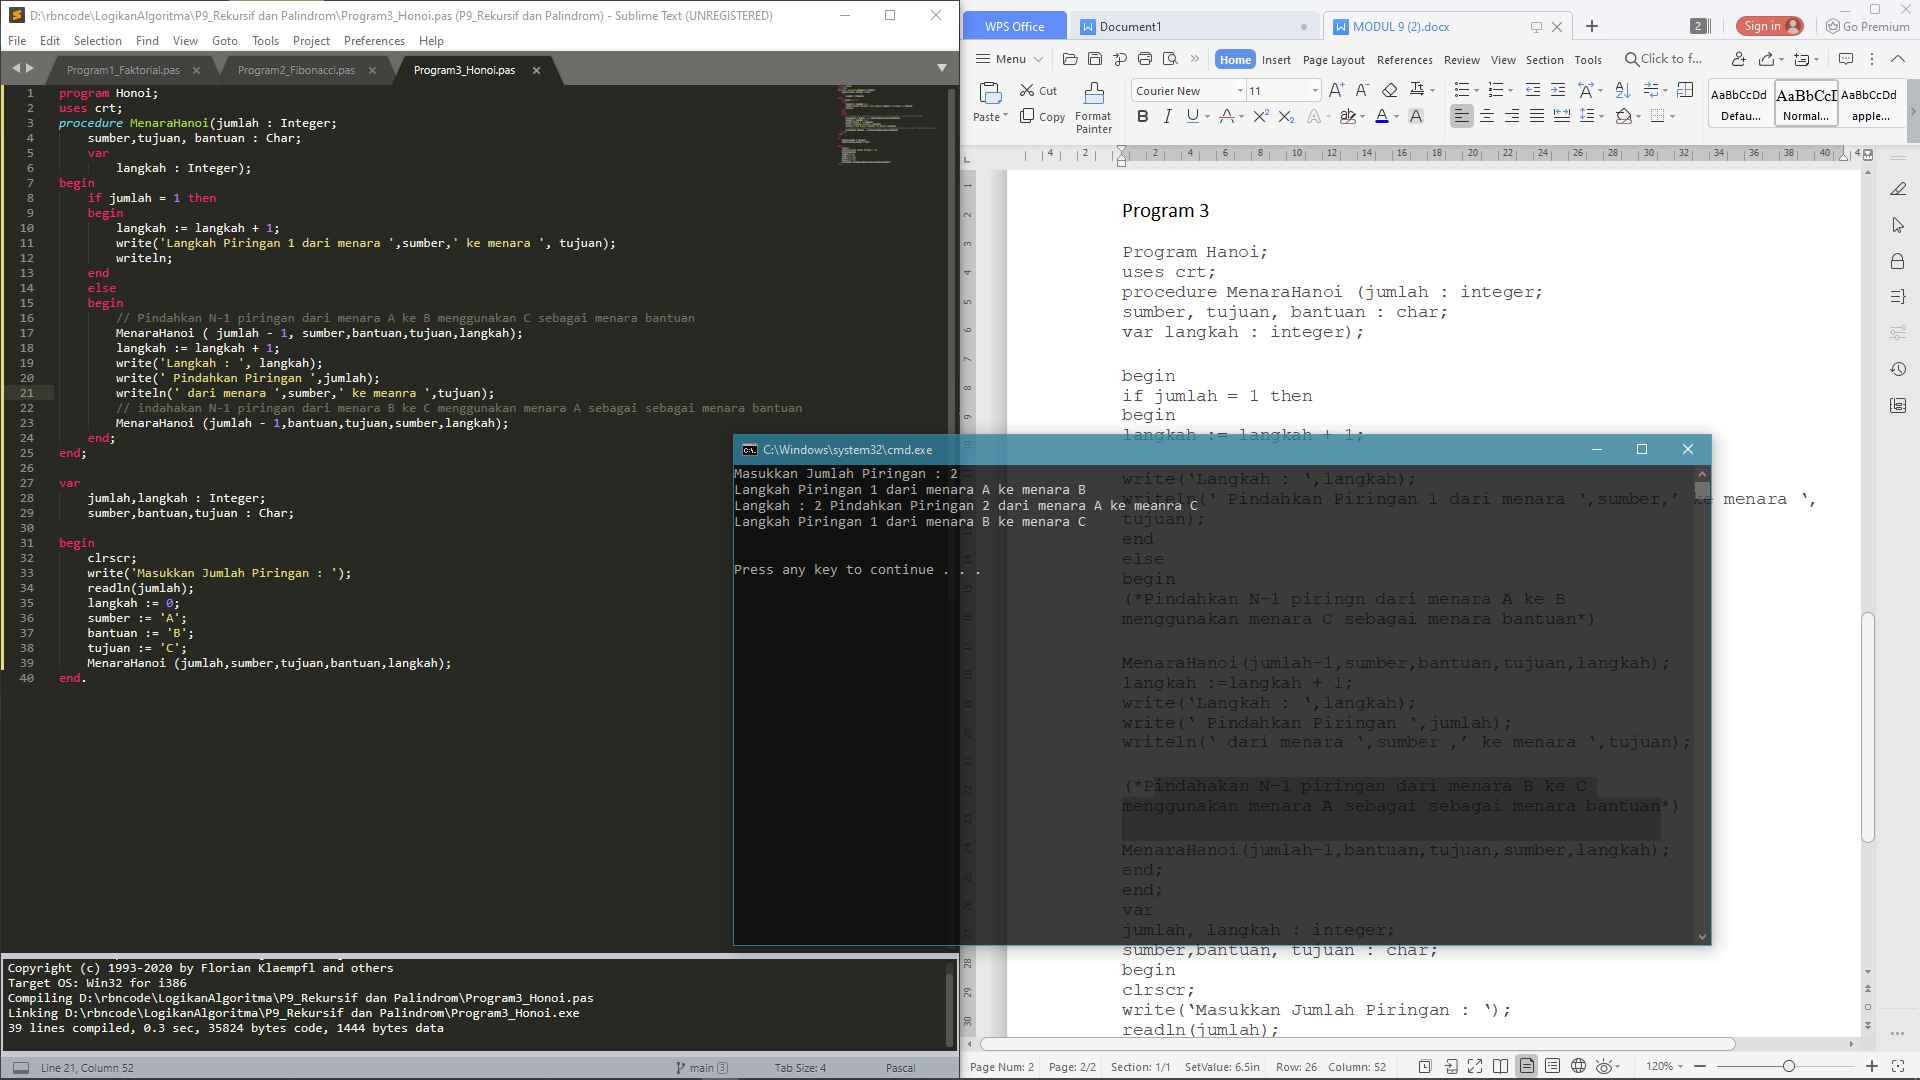 D:\rbncode\LogikanAlgoritma\P9_Rekursif dan Palindrom\Program3_Honoi.pas (P9_Rekursif dan Palindrom) - Sublime Text (UNREGISTERED)
File Edit Selection Find View Goto Tools Project Preferences Help
Program1_Faktorial.pas Program2_Fibonacci.pas Program3_Honoi.pas
1 program Honoi;
2 uses crt;
3 procedure MenaraHanoi(jumlah : Integer;
4 sumber,tujuan, bantuan : Char;
5 var
6 langkah : Integer);
7 begin
8 if jumlah = 1 then
9 begin
10 langkah := langkah + 1;
11 write('Langkah Piringan 1 dari menara ',sumber,' ke menara ', tujuan);
12 writeln;
13 end
14 else
15 begin
16 // Pindahkan N-1 piringan dari menara A ke B menggunakan C sebagai menara bantuan
17 MenaraHanoi ( jumlah - 1, sumber,bantuan,tujuan,langkah);
18 langkah := langkah + 1;
19 write('Langkah : ', langkah);
20 write(' Pindahkan Piringan ',jumlah);
21 writeln(' dari menara ',sumber,' ke meanra ',tujuan);
22 // indahakan N-1 piringan dari menara B ke C menggunakan menara A sebagai sebagai menara bantuan
23 MenaraHanoi (jumlah - 1,bantuan,tujuan,sumber,langkah);
24 end;
25 end;
26
27 var
28 jumlah,langkah : Integer;
29 sumber,bantuan,tujuan : Char;
30
31 begin
32 clrscr;
33 write('Masukkan Jumlah Piringan : ');
34 readln(jumlah);
35 langkah := 0;
36 sumber := 'A';
37 bantuan := 'B';
38 tujuan := 'C';
39 MenaraHanoi (jumlah,sumber,tujuan,bantuan,langkah);
40 end.
Copyright (c) 1993-2020 by Florian Klaempfl and others
Target OS: Win32 for i386
Compiling D:\rbncode\LogikanAlgoritma\P9_Rekursif dan Palindrom\Program3_Honoi.pas
Linking D:\rbncode\LogikanAlgoritma\P9_Rekursif dan Palindrom\Program3_Honoi.exe
39 lines compiled, 0.3 sec, 35824 bytes code, 1444 bytes data
Line 21, Column 52 main 3 Tab Size: 4 Pascal
C:\Windows\system32\cmd.exe
Masukkan Jumlah Piringan : 2
Langkah Piringan 1 dari menara A ke menara B
Langkah : 2 Pindahkan Piringan 2 dari menara A ke meanra C
Langkah Piringan 1 dari menara B ke menara C
Press any key to continue . . .
WPS Office Document1 MODUL 9 (2).docx 2 Sign in Go Premium
Menu Home Insert Page Layout References Review View Section Tools Click to f...
Paste Cut Copy Format Painter Courier New 11 AaBbCcDd Defau... AaBbCcI Normal... AaBbCcDd apple...
4 2 2 4 6 8 10 12 14 16 18 20 22 24 26 28 30 32 34 36 38 40
Program 3
Program Hanoi;
uses crt;
procedure MenaraHanoi (jumlah : integer;
sumber, tujuan, bantuan : char;
var langkah : integer);
begin
if jumlah = 1 then
begin
langkah := langkah + 1;
write(‘Langkah : ‘,langkah);
writeln(‘ Pindahkan Piringan 1 dari menara ‘,sumber,’ ke menara ‘,
tujuan);
end
else
begin
(*Pindahkan N-1 piringn dari menara A ke B
menggunakan menara C sebagai menara bantuan*)
MenaraHanoi(jumlah-1,sumber,bantuan,tujuan,langkah);
langkah :=langkah + 1;
write(‘Langkah : ‘,langkah);
write(‘ Pindahkan Piringan ‘,jumlah);
writeln(‘ dari menara ‘,sumber ,’ ke menara ‘,tujuan);
(*Pindahakan N-1 piringan dari menara B ke C
menggunakan menara A sebagai sebagai menara bantuan*)
MenaraHanoi(jumlah-1,bantuan,tujuan,sumber,langkah);
end;
end;
var
jumlah, langkah : integer;
sumber,bantuan, tujuan : char;
begin
clrscr;
write(‘Masukkan Jumlah Piringan : ‘);
readln(jumlah);
Page Num: 2 Page: 2/2 Section: 1/1 SetValue: 6.5in Row: 26 Column: 52 120%